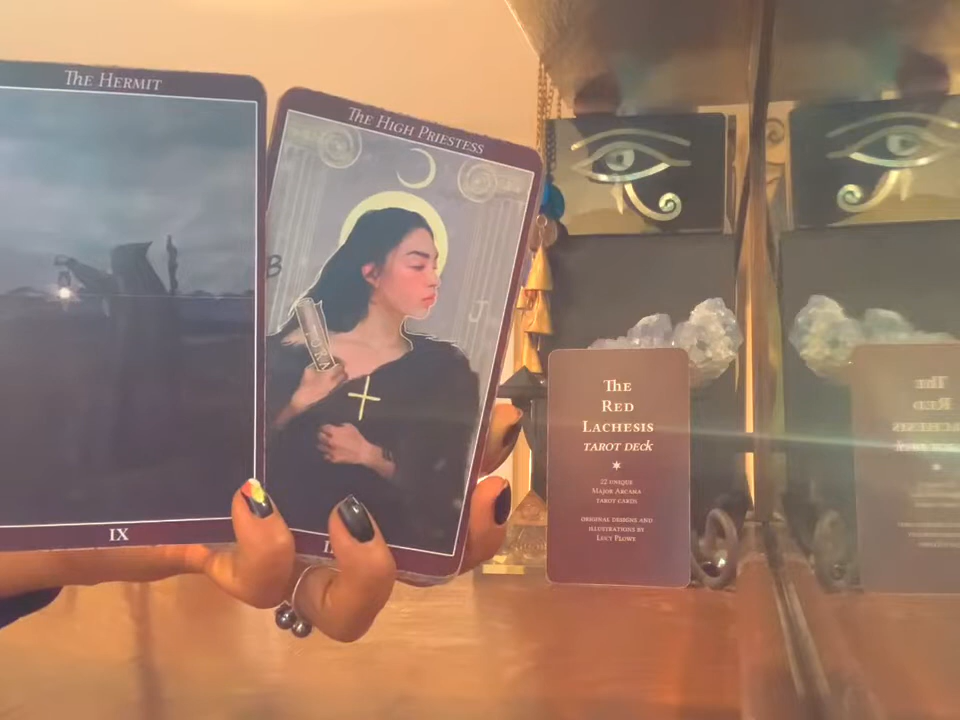 The Hermit
IX
The High Priestess
B
J
TORA
The
Red
Lachesis
Tarot Deck
22 unique
Major Arcana
tarot cards
Original designs and
illustrations by
Lucy Plowe